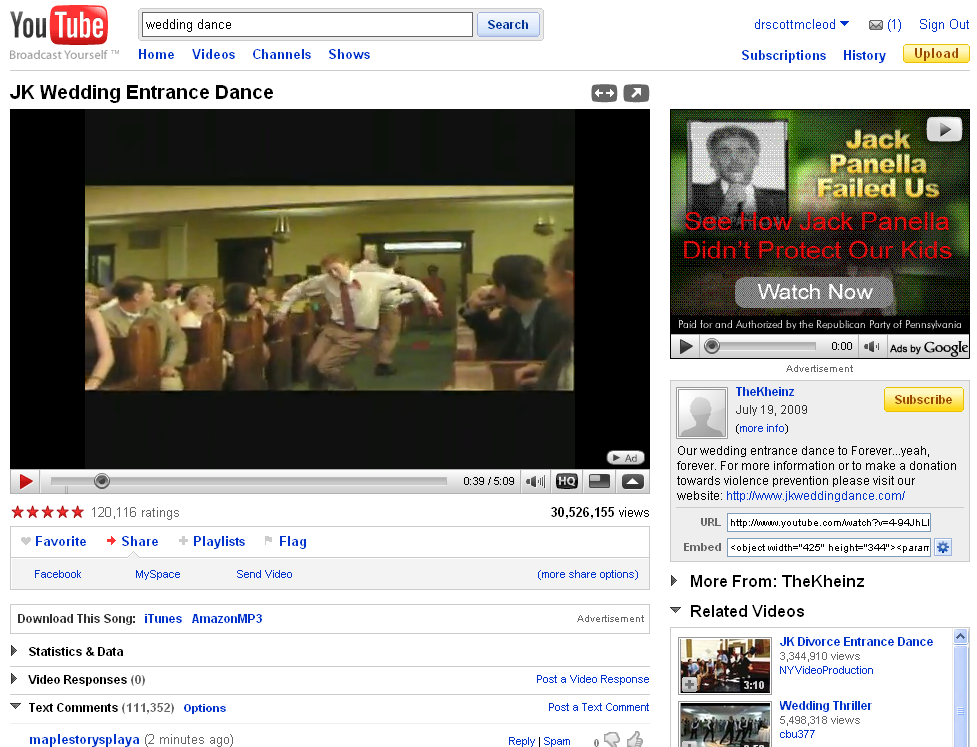 YouTube
Broadcast Yourself ™
wedding dance
Search
drscottmcleod
(1)
Sign Out
Home Videos Channels Shows
Subscriptions History Upload
JK Wedding Entrance Dance
Ad
0:39 / 5:09
HQ
120,116 ratings
30,526,155 views
Favorite Share Playlists Flag
Facebook MySpace Send Video (more share options)
Download This Song: iTunes AmazonMP3 Advertisement
Statistics & Data
Video Responses (0) Post a Video Response
Text Comments (111,352) Options Post a Text Comment
maplestorysplaya (2 minutes ago) Reply | Spam 0
Jack
Panella
Failed Us
See How Jack Panella
Didn't Protect Our Kids
Watch Now
Paid for and Authorized by the Republican Party of Pennsylvania
0:00 Ads by Google
Advertisement
TheKheinz
July 19, 2009
(more info)
Subscribe
Our wedding entrance dance to Forever...yeah,
forever. For more information or to make a donation
towards violence prevention please visit our
website: http://www.jkweddingdance.com/
URL http://www.youtube.com/watch?v=4-94JhLI
Embed <object width="425" height="344"><param
More From: TheKheinz
Related Videos
3:10
JK Divorce Entrance Dance
3,344,910 views
NYVideoProduction
Wedding Thriller
5,498,318 views
cbu377